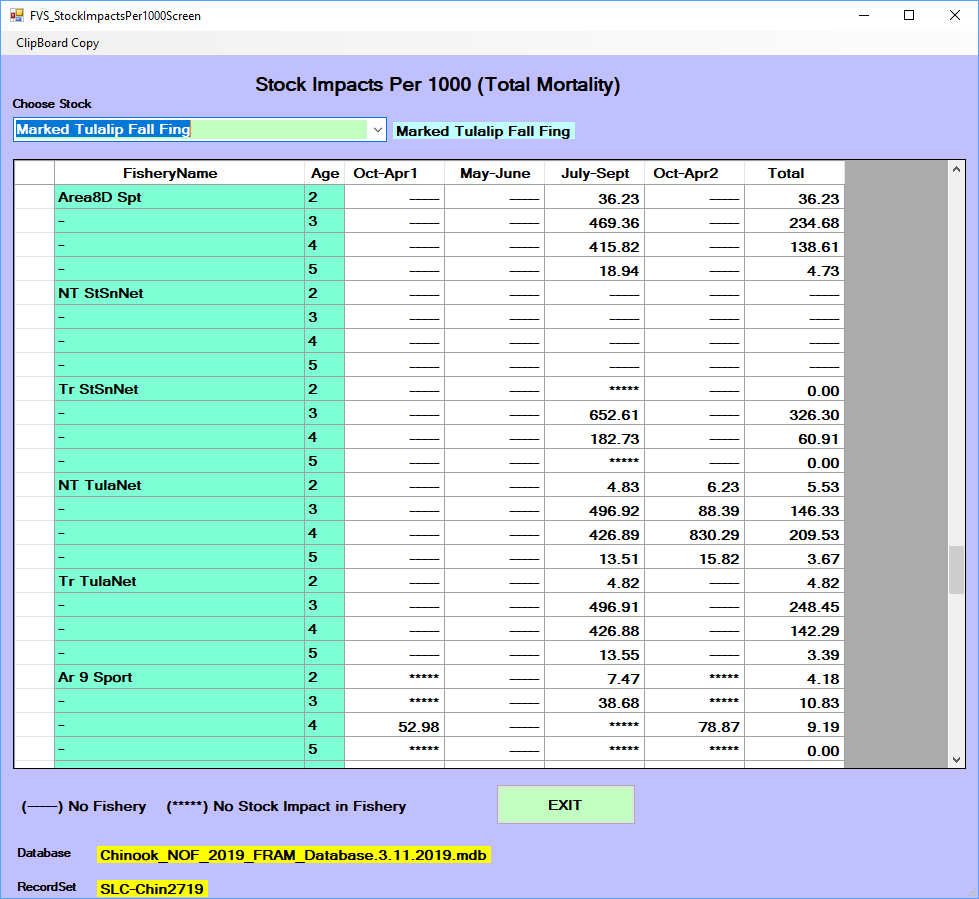 FVS_StockImpactsPer1000Screen
ClipBoard Copy
Stock Impacts Per 1000 (Total Mortality)
Choose Stock
Marked Tulalip Fall Fing Marked Tulalip Fall Fing
FisheryName Age Oct-Apr1 May-June July-Sept Oct-Apr2 Total
Area8D Spt 2 ----- ----- 36.23 ----- 36.23
- 3 ----- ----- 469.36 ----- 234.68
- 4 ----- ----- 415.82 ----- 138.61
- 5 ----- ----- 18.94 ----- 4.73
NT StSnNet 2 ----- ----- ----- ----- -----
- 3 ----- ----- ----- ----- -----
- 4 ----- ----- ----- ----- -----
- 5 ----- ----- ----- ----- -----
Tr StSnNet 2 ----- ----- ***** ----- 0.00
- 3 ----- ----- 652.61 ----- 326.30
- 4 ----- ----- 182.73 ----- 60.91
- 5 ----- ----- ***** ----- 0.00
NT TulaNet 2 ----- ----- 4.83 6.23 5.53
- 3 ----- ----- 496.92 88.39 146.33
- 4 ----- ----- 426.89 830.29 209.53
- 5 ----- ----- 13.51 15.82 3.67
Tr TulaNet 2 ----- ----- 4.82 ----- 4.82
- 3 ----- ----- 496.91 ----- 248.45
- 4 ----- ----- 426.88 ----- 142.29
- 5 ----- ----- 13.55 ----- 3.39
Ar 9 Sport 2 ***** ----- 7.47 ***** 4.18
- 3 ***** ----- 38.68 ***** 10.83
- 4 52.98 ----- ***** 78.87 9.19
- 5 ***** ----- ***** ***** 0.00
(-----) No Fishery (*****) No Stock Impact in Fishery EXIT
Database Chinook_NOF_2019_FRAM_Database.3.11.2019.mdb
RecordSet SLC-Chin2719